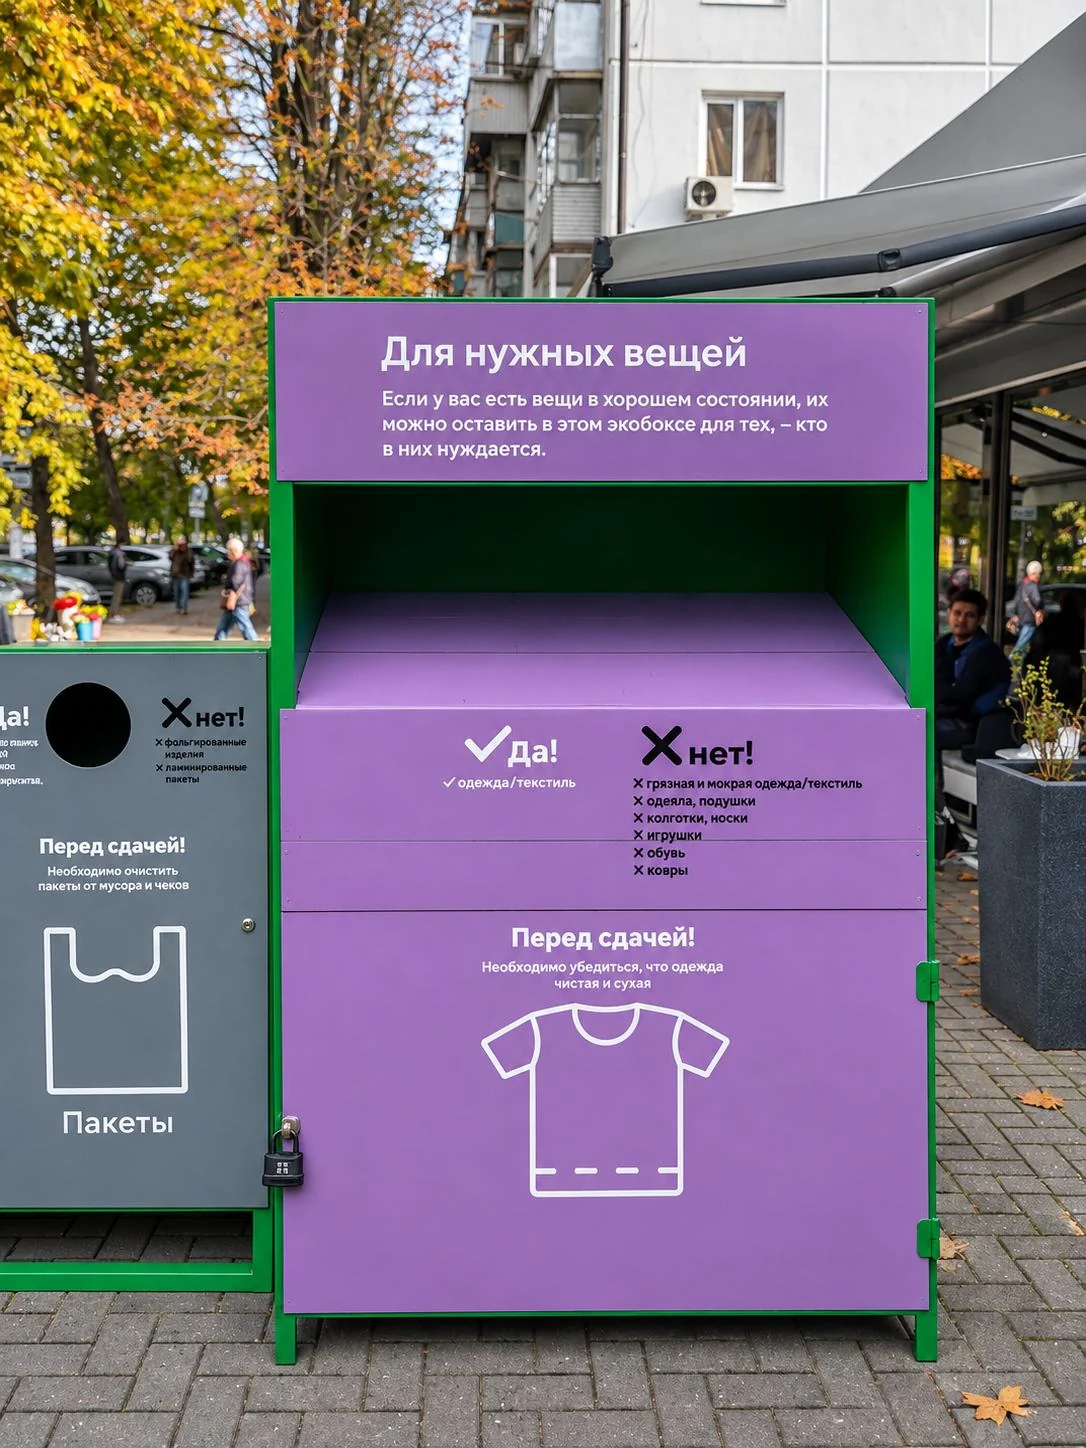 Для нужных вещей
Если у вас есть вещи в хорошем состоянии, их
можно оставить в этом экобоксе для тех, – кто
в них нуждается.
Да!
одежда/текстиль
нет!
грязная и мокрая одежда/текстиль
одеяла, подушки
колготки, носки
игрушки
обувь
ковры
Перед сдачей!
Необходимо убедиться, что одежда
чистая и сухая
да!
нет!
фольгированные
изделия
ламинированные
пакеты
Перед сдачей!
Необходимо очистить
пакеты от мусора и чеков
Пакеты